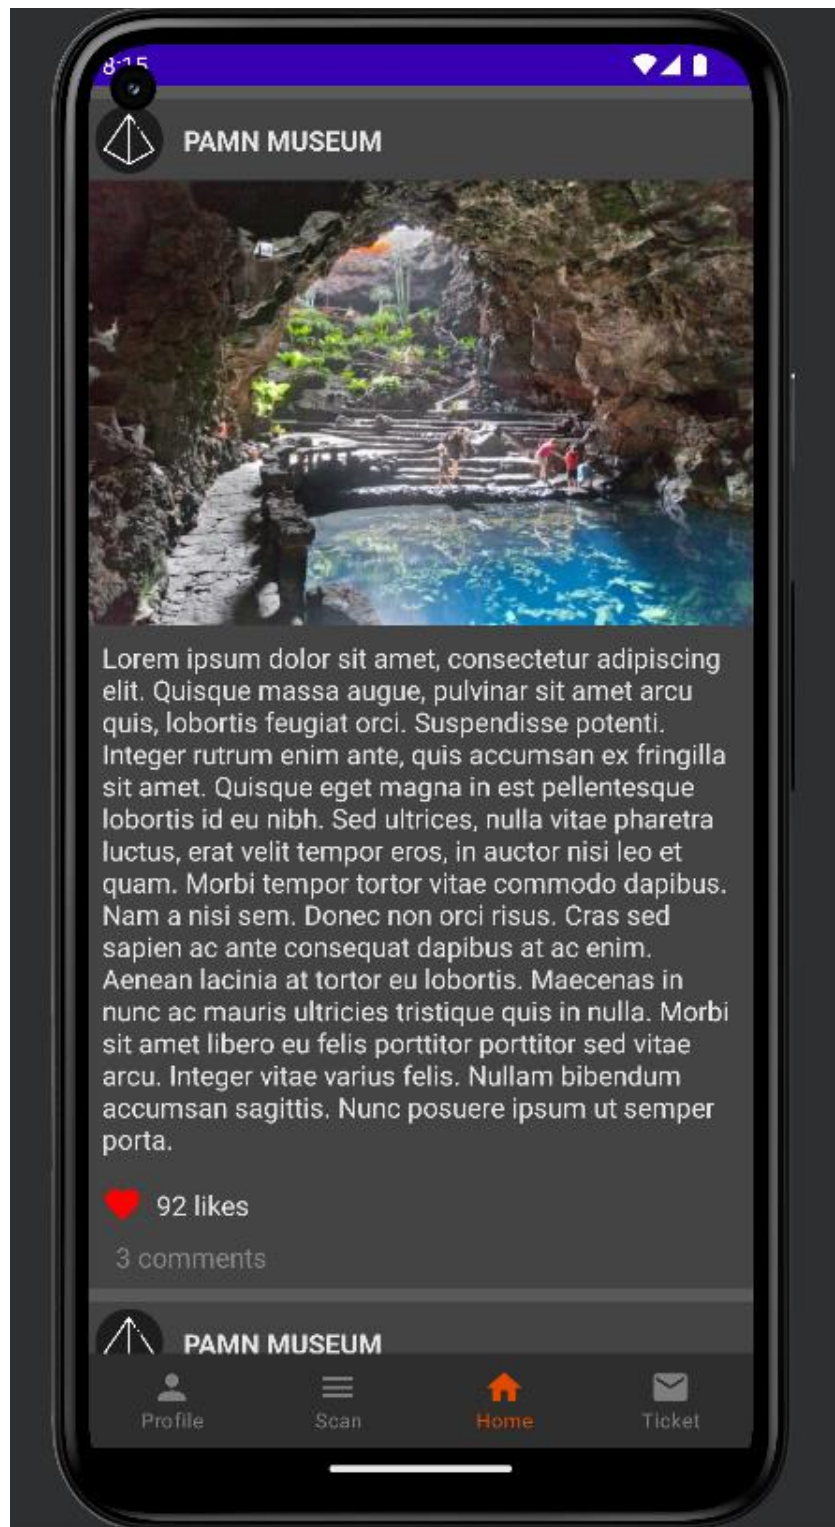 8:15
PAMN MUSEUM
Lorem ipsum dolor sit amet, consectetur adipiscing
elit. Quisque massa augue, pulvinar sit amet arcu
quis, lobortis feugiat orci. Suspendisse potenti.
Integer rutrum enim ante, quis accumsan ex fringilla
sit amet. Quisque eget magna in est pellentesque
lobortis id eu nibh. Sed ultrices, nulla vitae pharetra
luctus, erat velit tempor eros, in auctor nisi leo et
quam. Morbi tempor tortor vitae commodo dapibus.
Nam a nisi sem. Donec non orci risus. Cras sed
sapien ac ante consequat dapibus at ac enim.
Aenean lacinia at tortor eu lobortis. Maecenas in
nunc ac mauris ultricies tristique quis in nulla. Morbi
sit amet libero eu felis porttitor porttitor sed vitae
arcu. Integer vitae varius felis. Nullam bibendum
accumsan sagittis. Nunc posuere ipsum ut semper
porta.
92 likes
3 comments
PAMN MUSEUM
Profile Scan Home Ticket